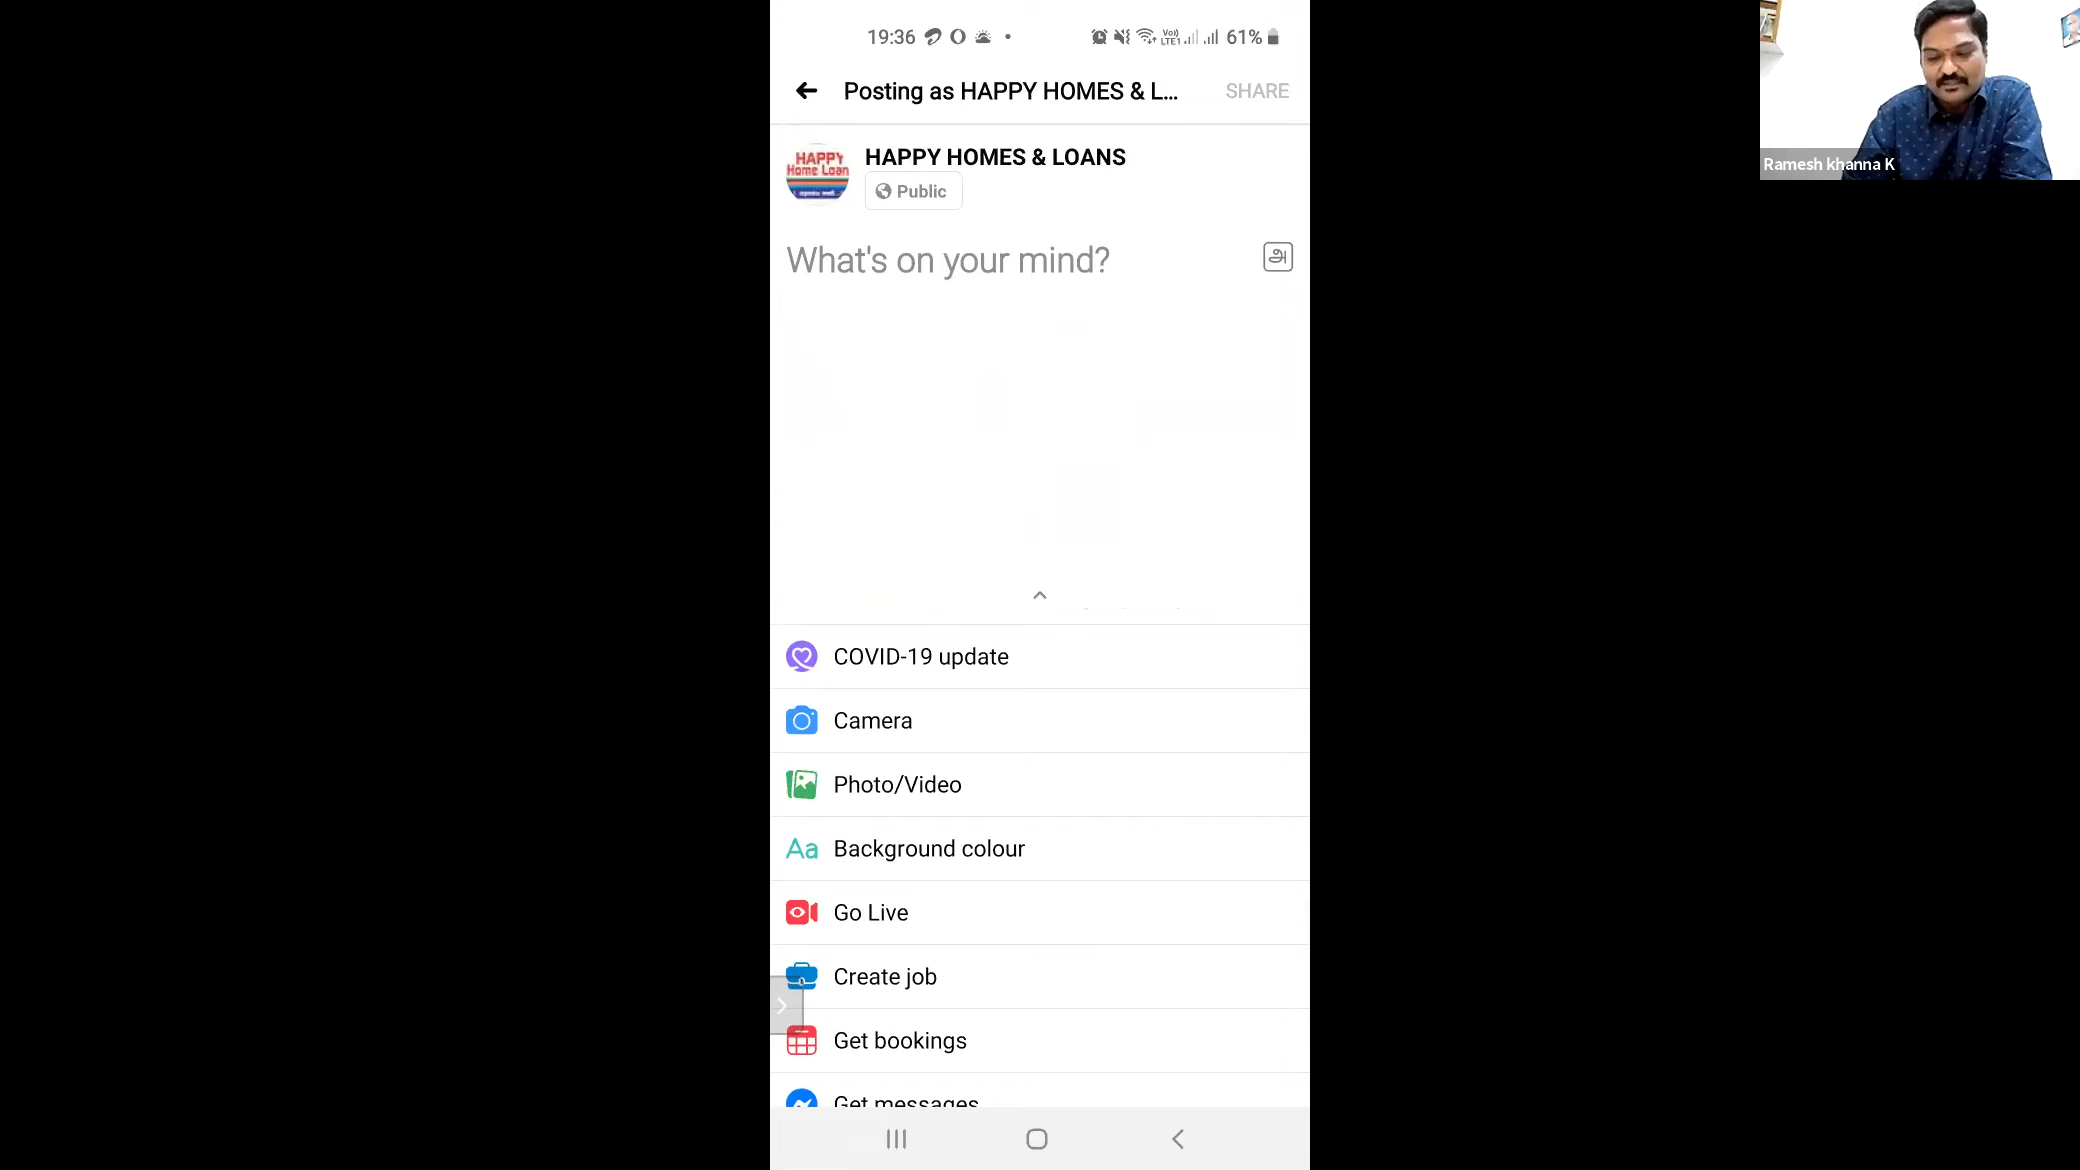 19:36 61%
Posting as HAPPY HOMES & L... SHARE
HAPPY
Home Loan
HAPPY HOMES & LOANS
Public
What's on your mind?
அ
COVID-19 update
Camera
Photo/Video
Aa Background colour
Go Live
Create job
Get bookings
Get messages
Ramesh khanna K